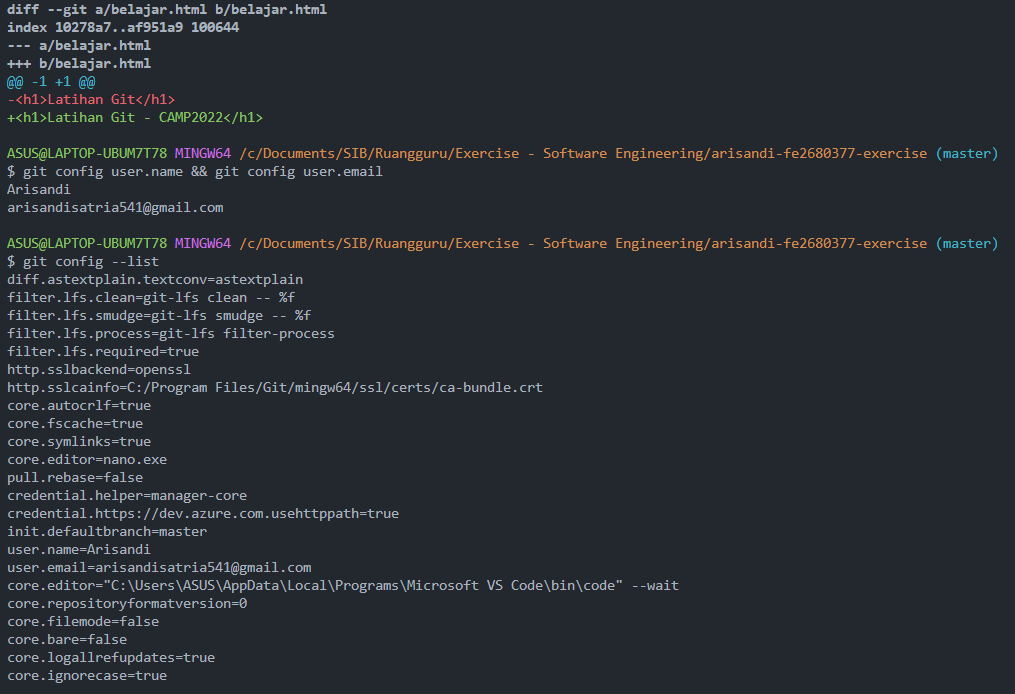 diff --git a/belajar.html b/belajar.html
index 10278a7..af951a9 100644
--- a/belajar.html
+++ b/belajar.html
@@ -1 +1 @@
-<h1>Latihan Git</h1>
+<h1>Latihan Git - CAMP2022</h1>
ASUS@LAPTOP-UBUM7T78 MINGW64 /c/Documents/SIB/Ruangguru/Exercise - Software Engineering/arisandi-fe2680377-exercise (master)
$ git config user.name && git config user.email
Arisandi
arisandisatria541@gmail.com
ASUS@LAPTOP-UBUM7T78 MINGW64 /c/Documents/SIB/Ruangguru/Exercise - Software Engineering/arisandi-fe2680377-exercise (master)
$ git config --list
diff.astextplain.textconv=astextplain
filter.lfs.clean=git-lfs clean -- %f
filter.lfs.smudge=git-lfs smudge -- %f
filter.lfs.process=git-lfs filter-process
filter.lfs.required=true
http.sslbackend=openssl
http.sslcainfo=C:/Program Files/Git/mingw64/ssl/certs/ca-bundle.crt
core.autocrlf=true
core.fscache=true
core.symlinks=true
core.editor=nano.exe
pull.rebase=false
credential.helper=manager-core
credential.https://dev.azure.com.usehttppath=true
init.defaultbranch=master
user.name=Arisandi
user.email=arisandisatria541@gmail.com
core.editor="C:\Users\ASUS\AppData\Local\Programs\Microsoft VS Code\bin\code" --wait
core.repositoryformatversion=0
core.filemode=false
core.bare=false
core.logallrefupdates=true
core.ignorecase=true